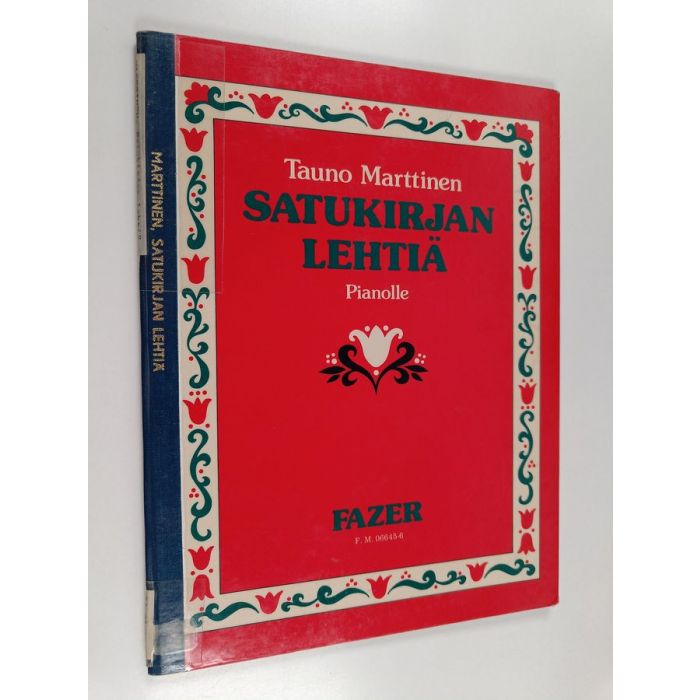 MARTTINEN, SATUKIRJAN LEHTIÄ
Tauno Marttinen
SATUKIRJAN
LEHTIÄ
Pianolle
FAZER
F. M. 06645-6